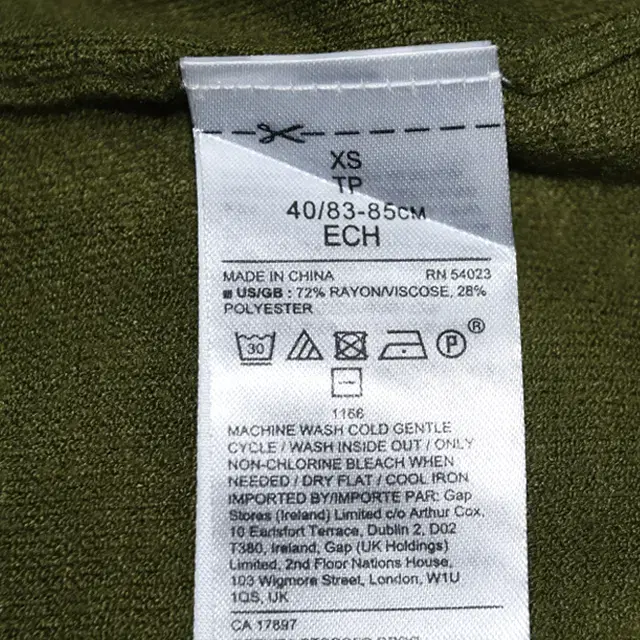 XS
TP
40/83-85CM
ECH
MADE IN CHINA RN 54023
US/GB : 72% RAYON/VISCOSE, 28%
POLYESTER
30 P ®
1166
MACHINE WASH COLD GENTLE
CYCLE / WASH INSIDE OUT / ONLY
NON-CHLORINE BLEACH WHEN
NEEDED / DRY FLAT / COOL IRON
IMPORTED BY/IMPORTE PAR: Gap
Stores (Ireland) Limited c/o Arthur Cox,
10 Earlsfort Terrace, Dublin 2, D02
T380, Ireland, Gap (UK Holdings)
Limited, 2nd Floor Nations House,
103 Wigmore Street, London, W1U
1QS, UK
CA 17897